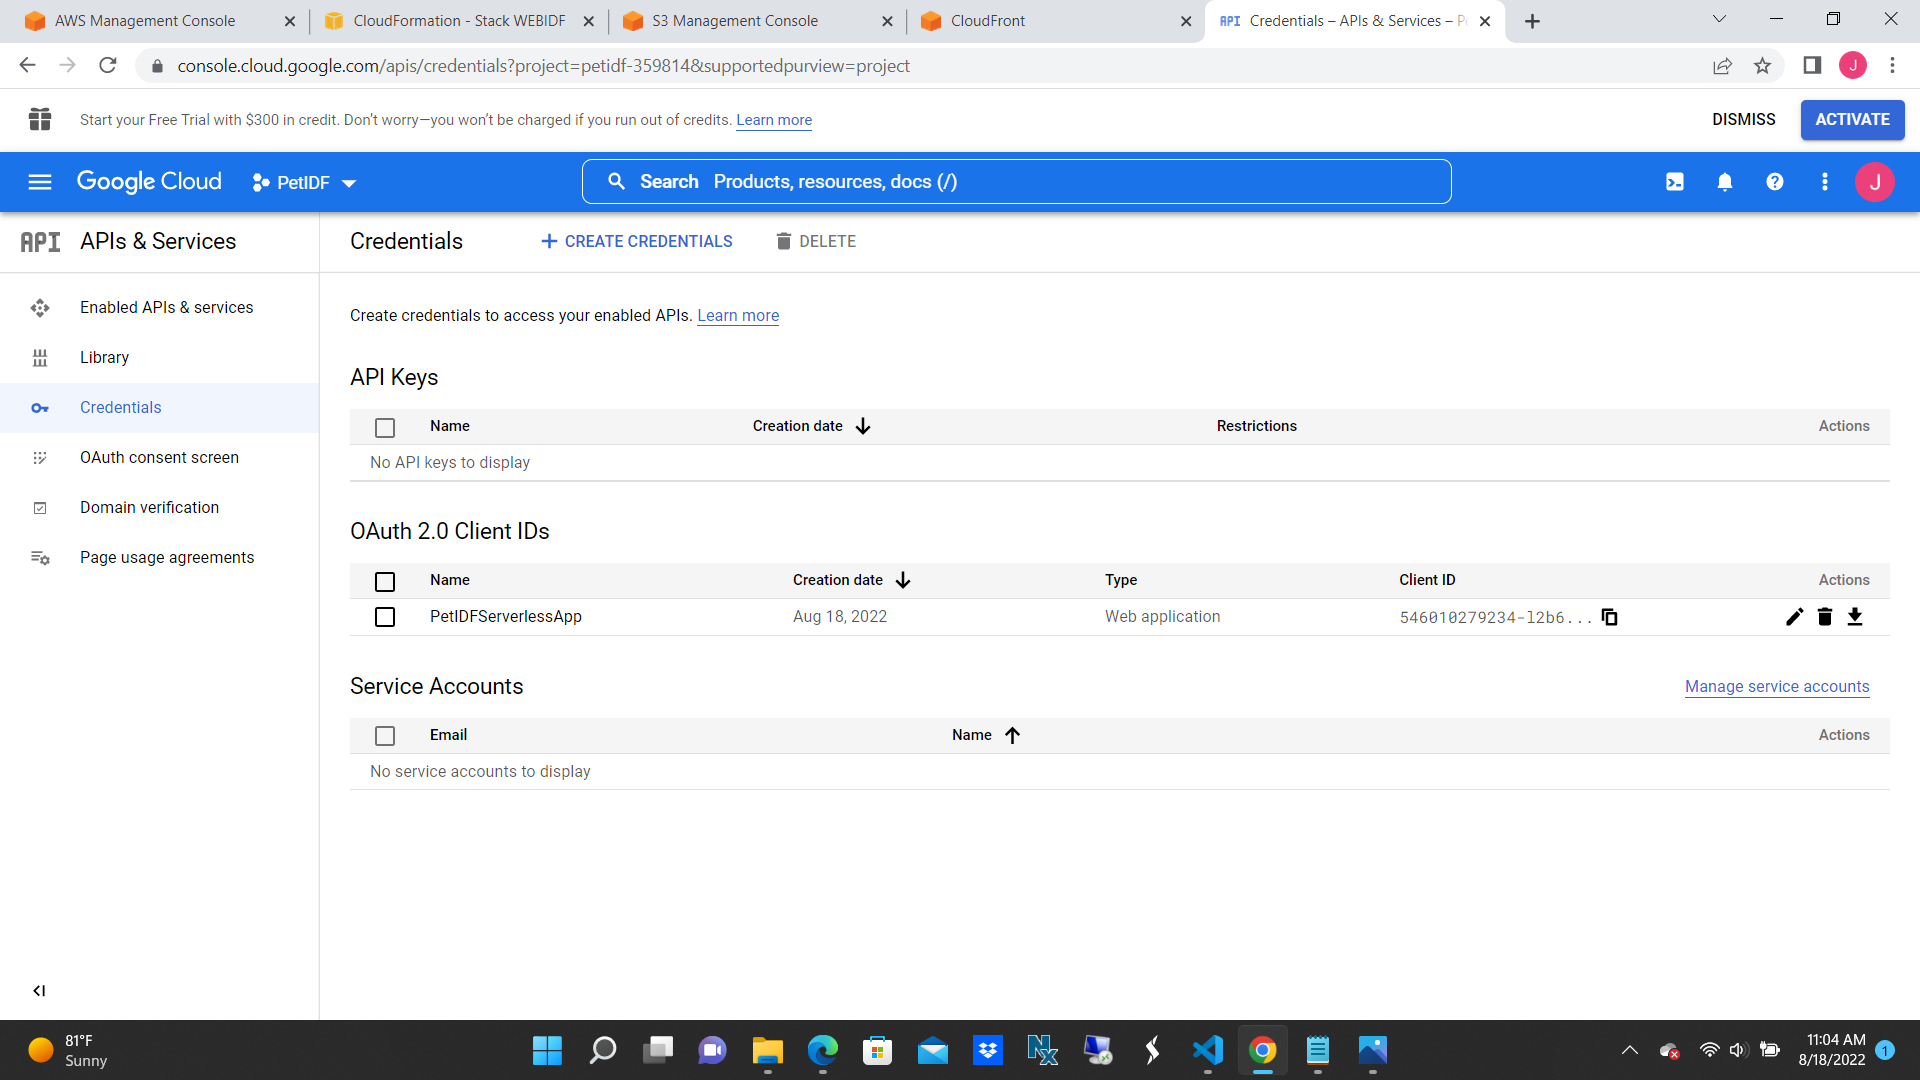 AWS Management Console
CloudFormation - Stack WEBIDF
S3 Management Console
CloudFront
API Credentials – APIs & Services – P
console.cloud.google.com/apis/credentials?project=petidf-359814&supportedpurview=project
J
Start your Free Trial with $300 in credit. Don't worry—you won't be charged if you run out of credits. Learn more
DISMISS
ACTIVATE
Google Cloud
PetIDF
Search Products, resources, docs (/)
J
API APIs & Services
Credentials
CREATE CREDENTIALS
DELETE
Enabled APIs & services
Library
Credentials
OAuth consent screen
Domain verification
Page usage agreements
Create credentials to access your enabled APIs. Learn more
API Keys
Name Creation date Restrictions Actions
No API keys to display
OAuth 2.0 Client IDs
Name Creation date Type Client ID Actions
PetIDFServerlessApp Aug 18, 2022 Web application 546010279234-l2b6...
Service Accounts
Manage service accounts
Email Name Actions
No service accounts to display
81°F
Sunny
11:04 AM
8/18/2022
1